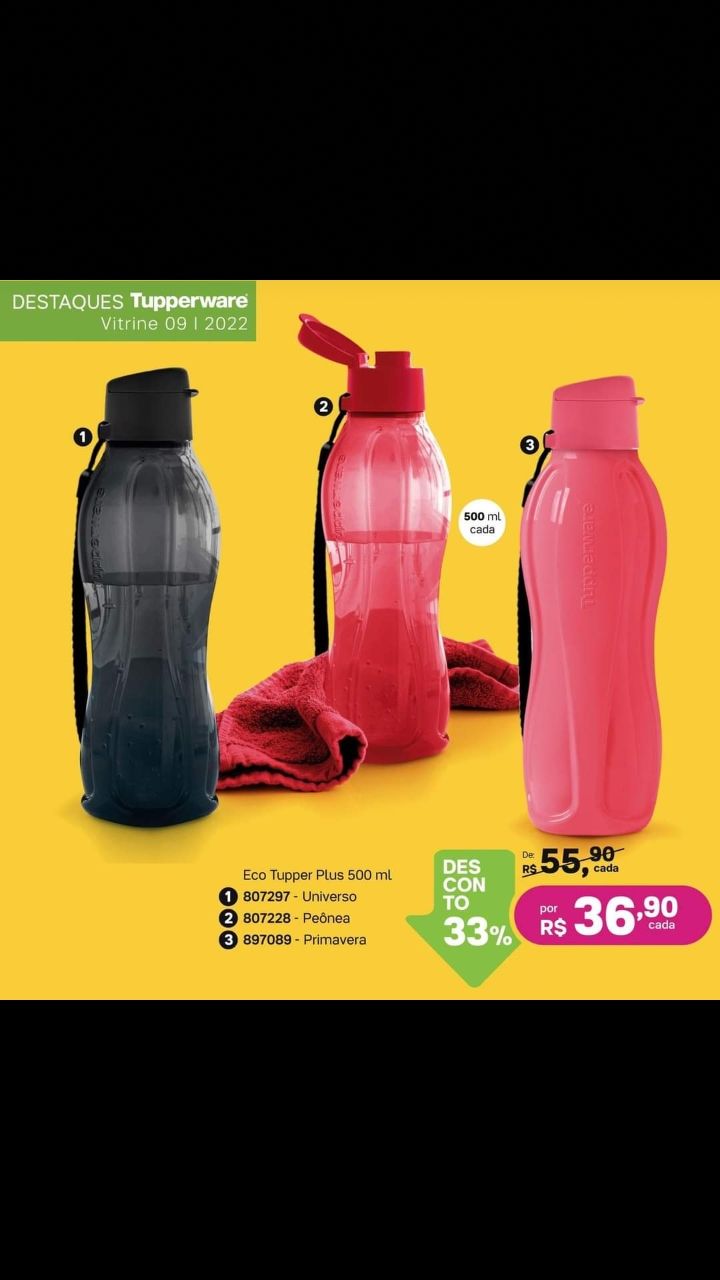 DESTAQUES Tupperware®
Vitrine 09 | 2022
1
2
3
Tupperware
Tupperware
Tupperware
500 ml
cada
Eco Tupper Plus 500 ml
1 807297 - Universo
2 807228 - Peônea
3 897089 - Primavera
DES
CON
TO
33%
De:
R$ 55,90
cada
por
R$ 36,90
cada